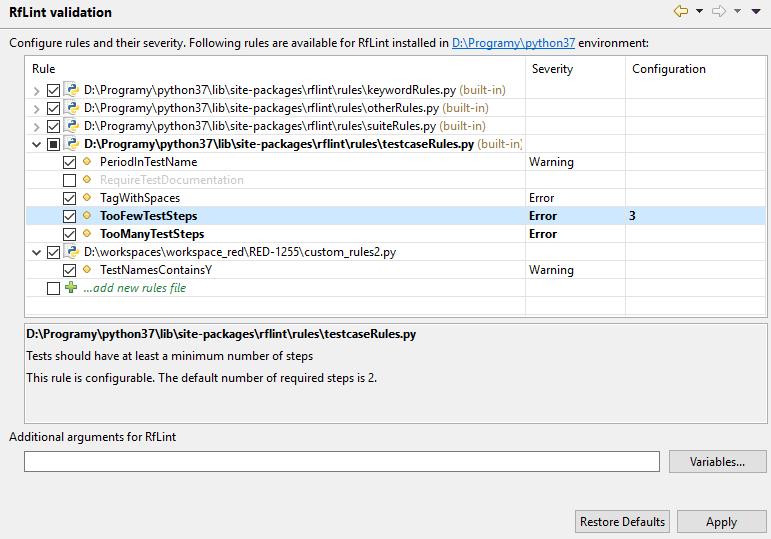 RfLint validation
Configure rules and their severity. Following rules are available for RfLint installed in D:\Programy\python37 environment:
Rule Severity Configuration
D:\Programy\python37\lib\site-packages\rflint\rules\keywordRules.py (built-in)
D:\Programy\python37\lib\site-packages\rflint\rules\otherRules.py (built-in)
D:\Programy\python37\lib\site-packages\rflint\rules\suiteRules.py (built-in)
D:\Programy\python37\lib\site-packages\rflint\rules\testcaseRules.py (built-in)
PeriodInTestName Warning
RequireTestDocumentation
TagWithSpaces Error
TooFewTestSteps Error 3
TooManyTestSteps Error
D:\workspaces\workspace_red\RED-1255\custom_rules2.py
TestNamesContainsY Warning
...add new rules file
D:\Programy\python37\lib\site-packages\rflint\rules\testcaseRules.py
Tests should have at least a minimum number of steps
This rule is configurable. The default number of required steps is 2.
Additional arguments for RfLint
Variables...
Restore Defaults Apply